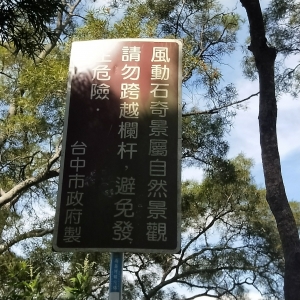 風動石奇景屬自然景觀
請勿跨越欄杆，避免發
生危險。
台中市政府製